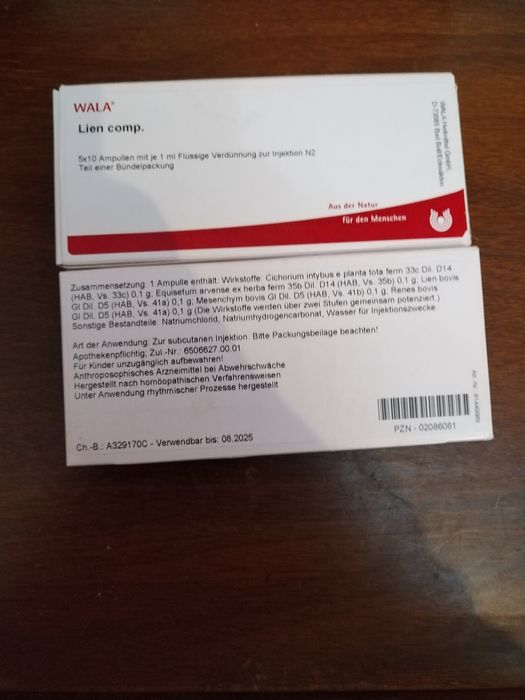 WALA®
Lien comp.
5x10 Ampullen mit je 1 ml Flüssige Verdünnung zur Injektion N2
Teil einer Bündelpackung
WALA Heilmittel GmbH
D-73085 Bad Boll/Eckwälden
Aus der Natur
für den Menschen
Zusammensetzung: 1 Ampulle enthält: Wirkstoffe: Cichorium intybus e planta tota ferm 33c Dil. D14
(HAB, Vs. 33c) 0,1 g; Equisetum arvense ex herba ferm 35b Dil. D14 (HAB, Vs. 35b) 0,1 g; Lien bovis
Gl Dil. D5 (HAB, Vs. 41a) 0,1 g; Mesenchym bovis Gl Dil. D5 (HAB, Vs. 41b) 0,1 g; Renes bovis
Gl Dil. D5 (HAB, Vs. 41a) 0,1 g (Die Wirkstoffe werden über zwei Stufen gemeinsam potenziert.)
Sonstige Bestandteile: Natriumchlorid, Natriumhydrogencarbonat, Wasser für Injektionszwecke.
Art der Anwendung: Zur subcutanen Injektion. Bitte Packungsbeilage beachten!
Apothekenpflichtig; Zul.-Nr.: 6506627.00.01
Für Kinder unzugänglich aufbewahren!
Anthroposophisches Arzneimittel bei Abwehrschwäche
Hergestellt nach homöopathischen Verfahrensweisen
Unter Anwendung rhythmischer Prozesse hergestellt
Ch.-B.: A329170C - Verwendbar bis: 08.2025
PZN - 02086081